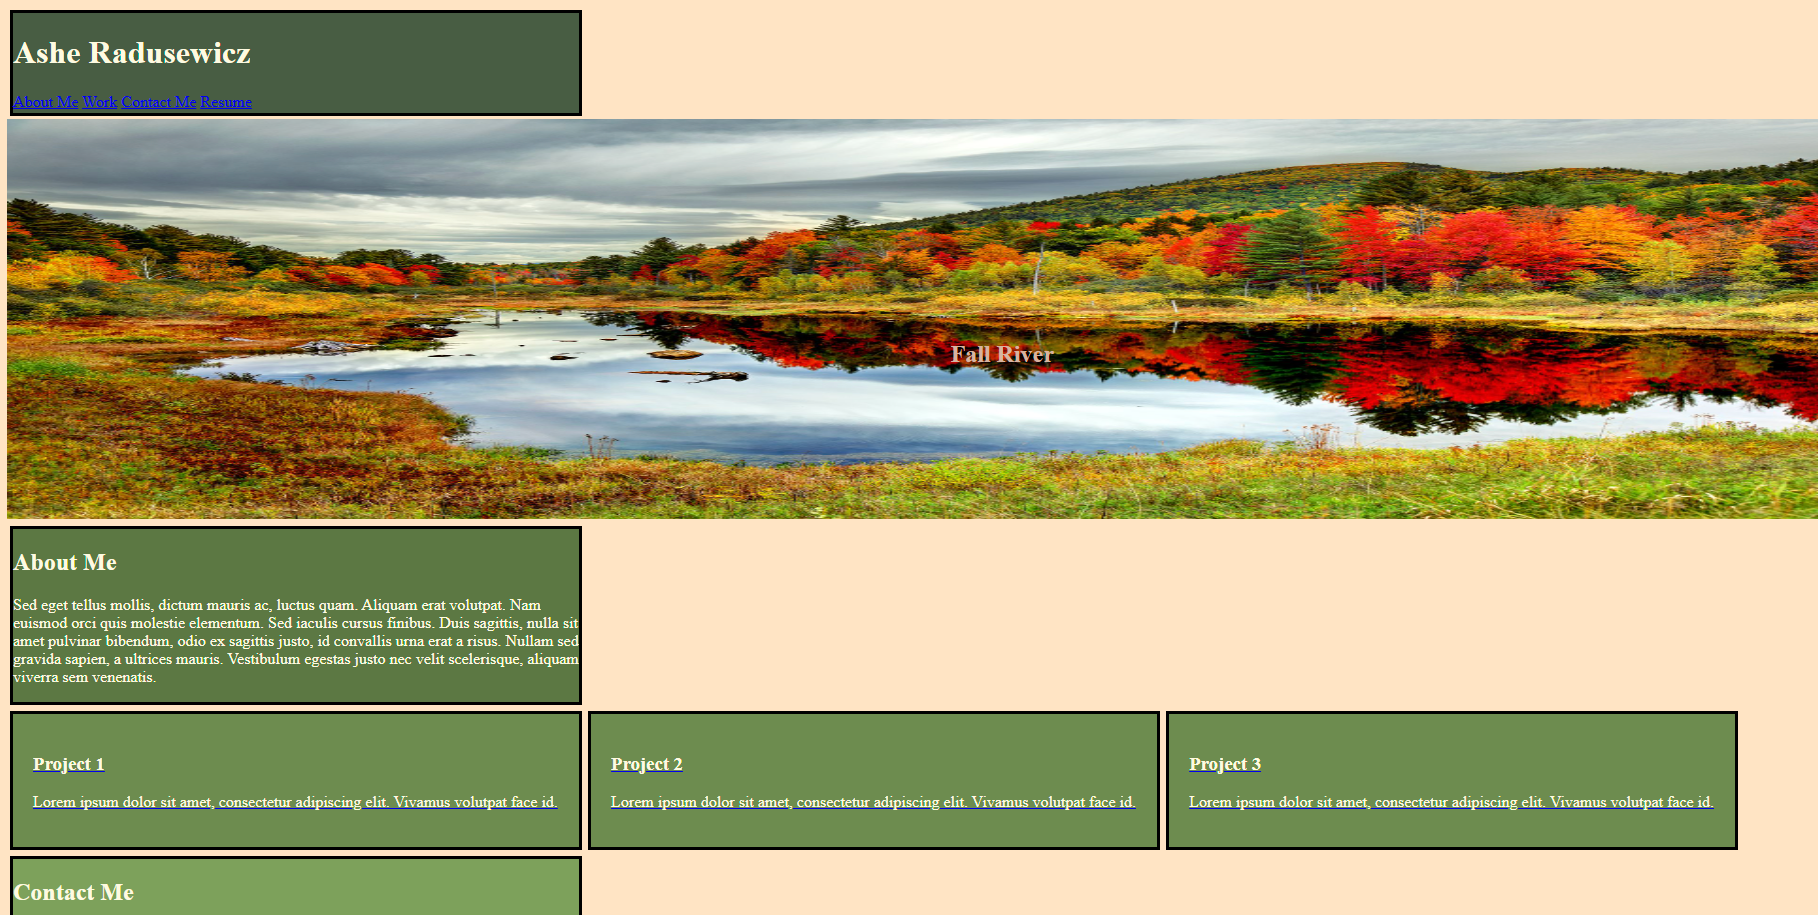 Ashe Radusewicz
About Me Work Contact Me Resume
Fall River
About Me
Sed eget tellus mollis, dictum mauris ac, luctus quam. Aliquam erat volutpat. Nam
euismod orci quis molestie elementum. Sed iaculis cursus finibus. Duis sagittis, nulla sit
amet pulvinar bibendum, odio ex sagittis justo, id convallis urna erat a risus. Nullam sed
gravida sapien, a ultrices mauris. Vestibulum egestas justo nec velit scelerisque, aliquam
viverra sem venenatis.
Project 1
Lorem ipsum dolor sit amet, consectetur adipiscing elit. Vivamus volutpat face id.
Project 2
Lorem ipsum dolor sit amet, consectetur adipiscing elit. Vivamus volutpat face id.
Project 3
Lorem ipsum dolor sit amet, consectetur adipiscing elit. Vivamus volutpat face id.
Contact Me